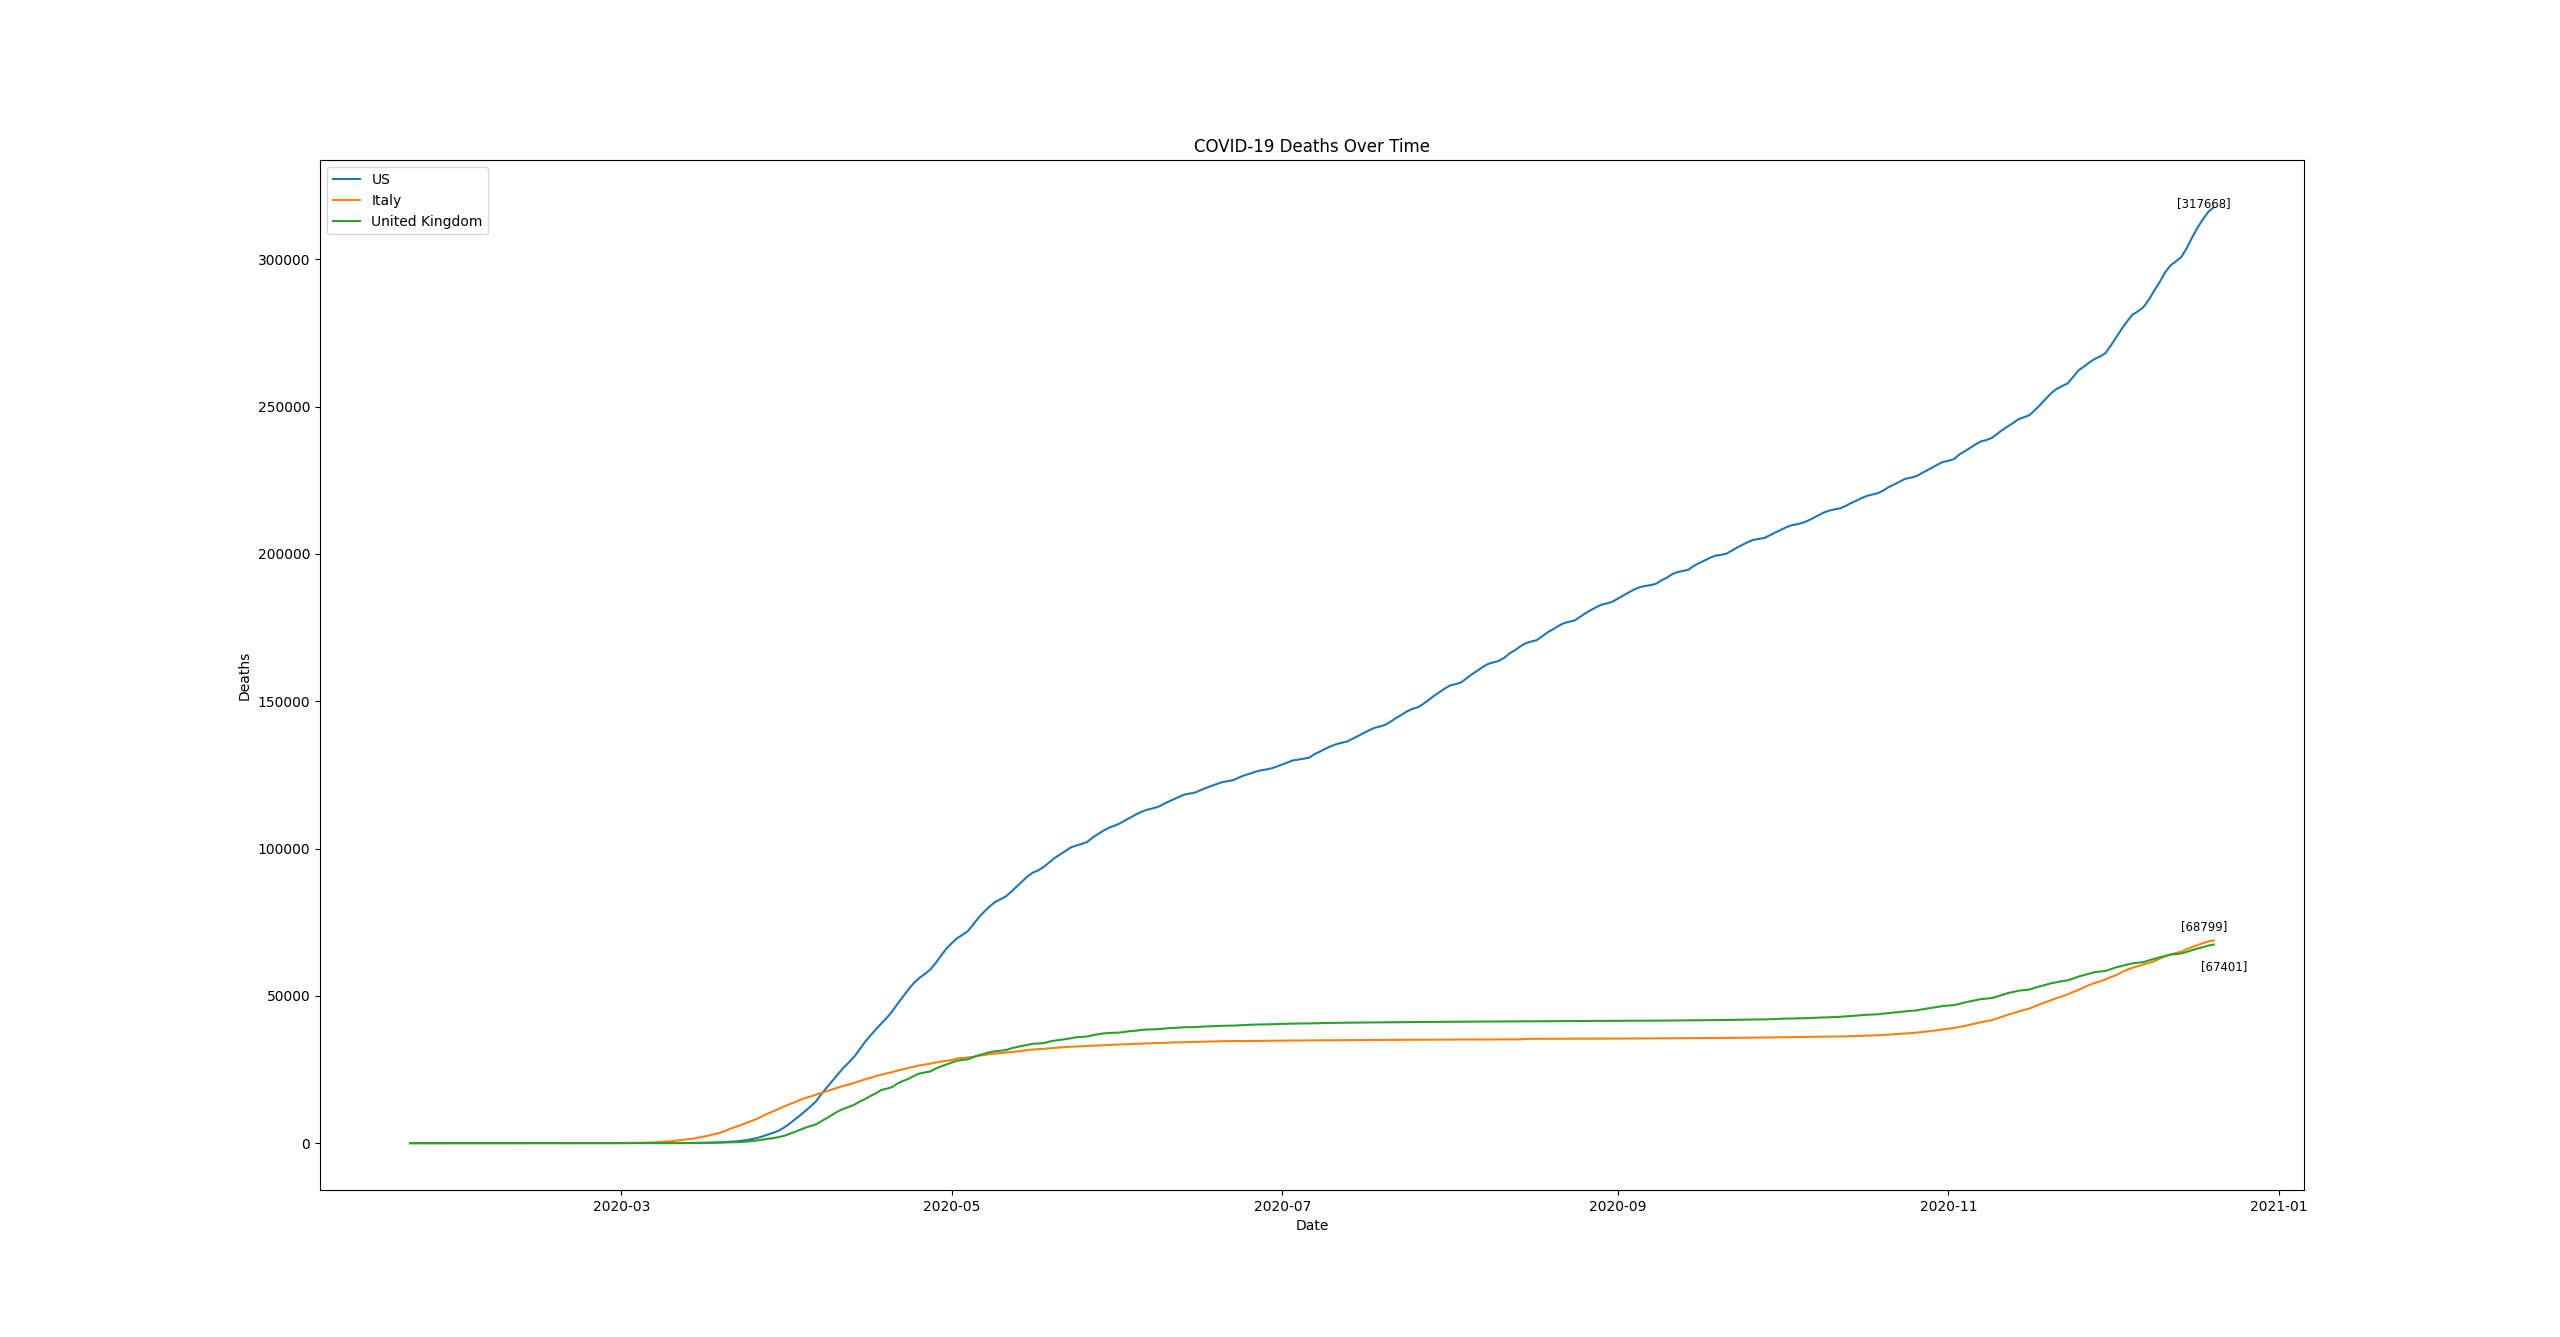 COVID-19 Deaths Over Time
US
Italy
United Kingdom
[317668]
300000
250000
200000
150000
100000
50000
0
Deaths
[68799]
[67401]
2020-03 2020-05 2020-07 2020-09 2020-11 2021-01
Date